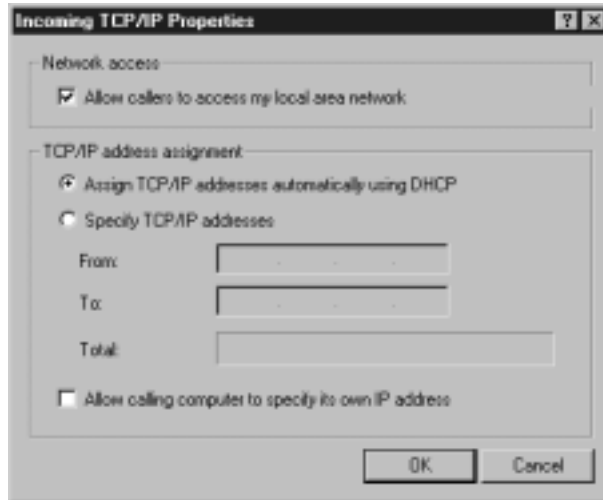 Incoming TCP/IP Properties
Network access
Allow callers to access my local area network
TCP/IP address assignment
Assign TCP/IP addresses automatically using DHCP
Specify TCP/IP addresses
From:
To:
Total:
Allow calling computer to specify its own IP address
OK Cancel